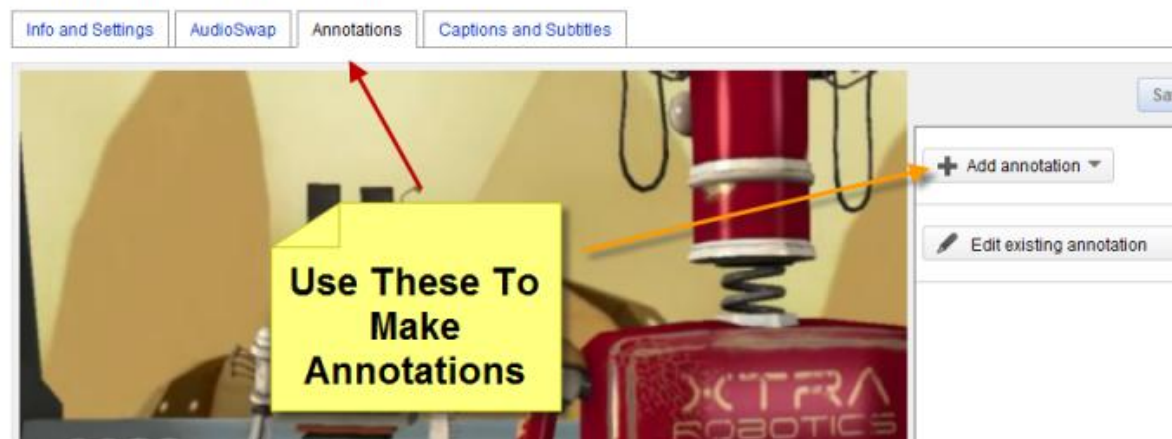 Info and Settings AudioSwap Annotations Captions and Subtitles
Add annotation
Edit existing annotation
Use These To
Make
Annotations
XTRA
ROBOTICS